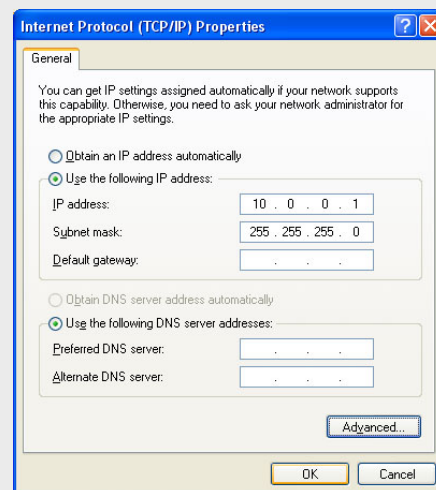 Internet Protocol (TCP/IP) Properties
General
You can get IP settings assigned automatically if your network supports
this capability. Otherwise, you need to ask your network administrator for
the appropriate IP settings.
Obtain an IP address automatically
Use the following IP address:
IP address: 10 . 0 . 0 . 1
Subnet mask: 255 . 255 . 255 . 0
Default gateway: . . .
Obtain DNS server address automatically
Use the following DNS server addresses:
Preferred DNS server: . . .
Alternate DNS server: . . .
Advanced...
OK Cancel